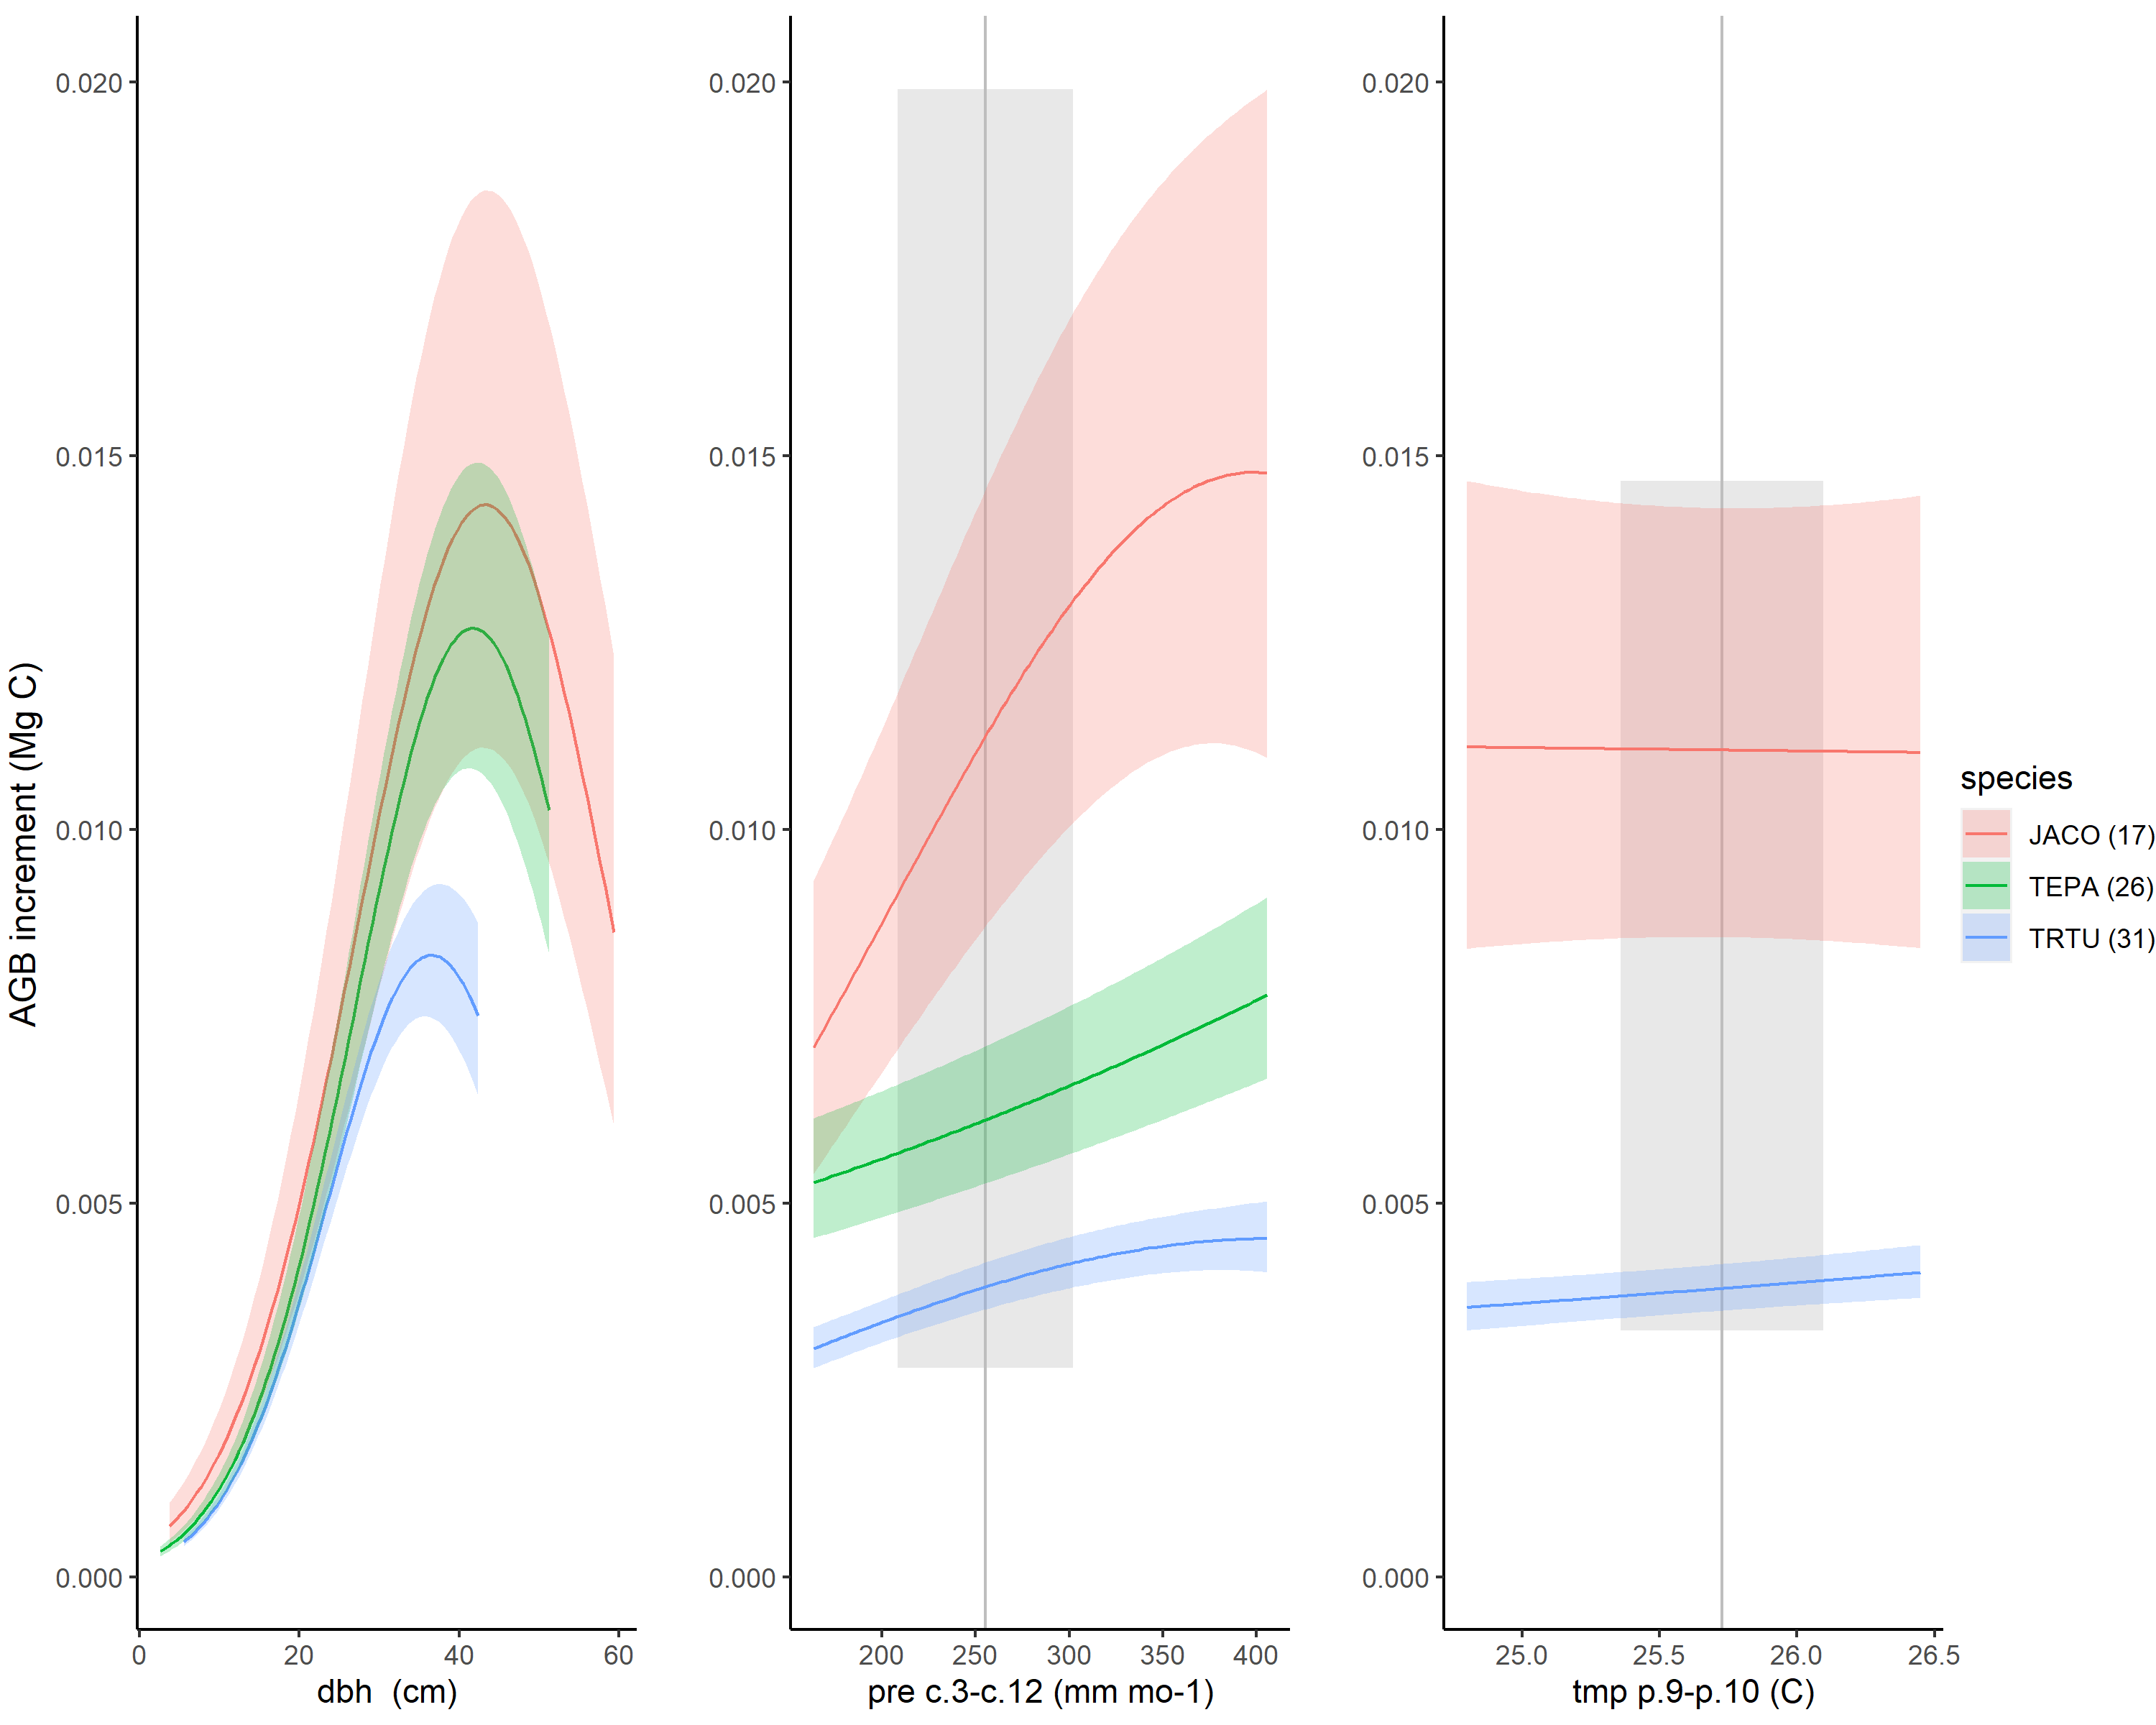 AGB increment (Mg C)
0.020
0.015
0.010
0.005
0.000
0 20 40 60
dbh  (cm)
0.020
0.015
0.010
0.005
0.000
200 250 300 350 400
pre c.3-c.12 (mm mo-1)
0.020
0.015
0.010
0.005
0.000
25.0 25.5 26.0 26.5
tmp p.9-p.10 (C)
species
JACO (17)
TEPA (26)
TRTU (31)